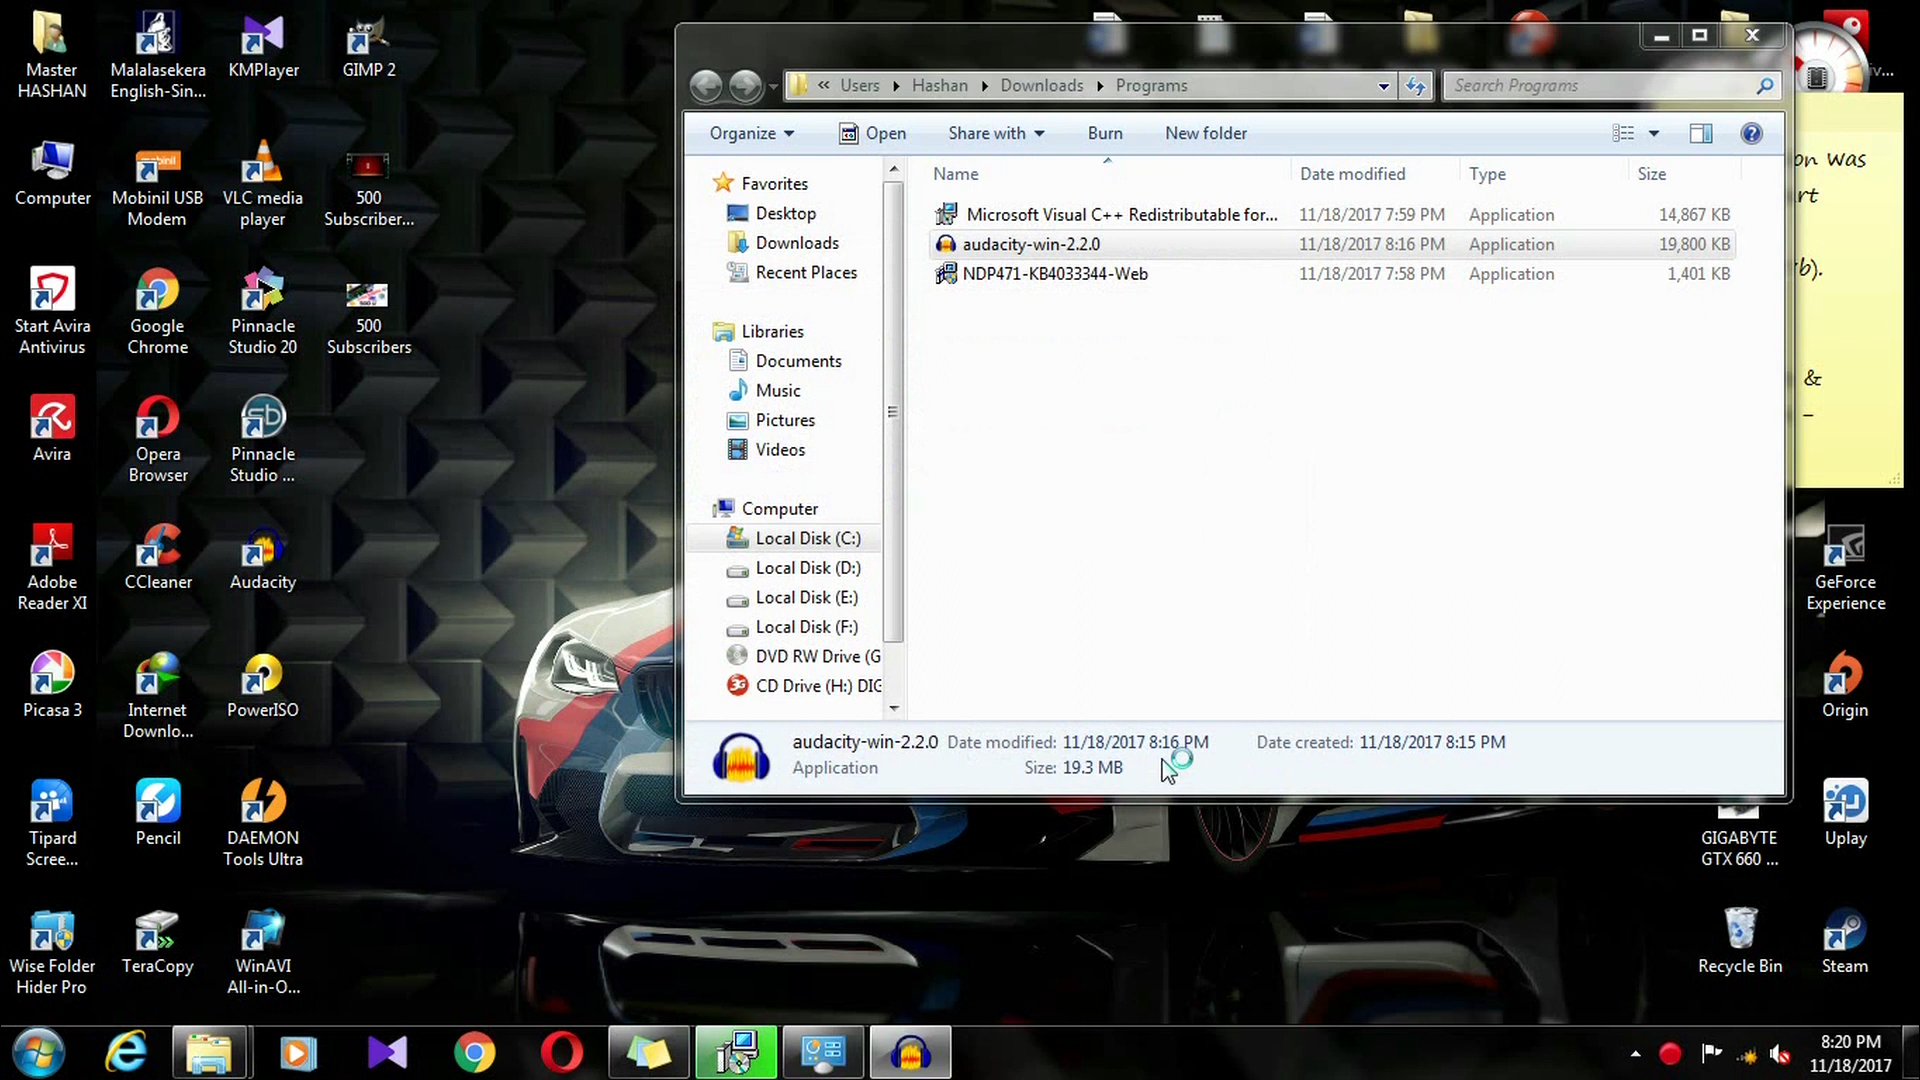 Master
HASHAN
Malalasekera
English-Sin...
KMPlayer
GIMP 2
Computer
Mobinil USB
Modem
VLC media
player
500
Subscriber...
Start Avira
Antivirus
Google
Chrome
Pinnacle
Studio 20
500
Subscribers
Avira
Opera
Browser
Pinnacle
Studio ...
Adobe
Reader XI
CCleaner
Audacity
Picasa 3
Internet
Downlo...
PowerISO
Tipard
Scree...
Pencil
DAEMON
Tools Ultra
Wise Folder
Hider Pro
TeraCopy
WinAVI
All-in-O...
« Users Hashan Downloads Programs
Search Programs
Organize Open Share with Burn New folder
Favorites
Desktop
Downloads
Recent Places
Libraries
Documents
Music
Pictures
Videos
Computer
Local Disk (C:)
Local Disk (D:)
Local Disk (E:)
Local Disk (F:)
DVD RW Drive (G
CD Drive (H:) DIG
Name Date modified Type Size
Microsoft Visual C++ Redistributable for... 11/18/2017 7:59 PM Application 14,867 KB
audacity-win-2.2.0 11/18/2017 8:16 PM Application 19,800 KB
NDP471-KB4033344-Web 11/18/2017 7:58 PM Application 1,401 KB
audacity-win-2.2.0 Date modified: 11/18/2017 8:16 PM Date created: 11/18/2017 8:15 PM
Application Size: 19.3 MB
on was
rt
b).
&
–
GeForce
Experience
Origin
GIGABYTE
GTX 660 ...
Uplay
Recycle Bin
Steam
8:20 PM
11/18/2017